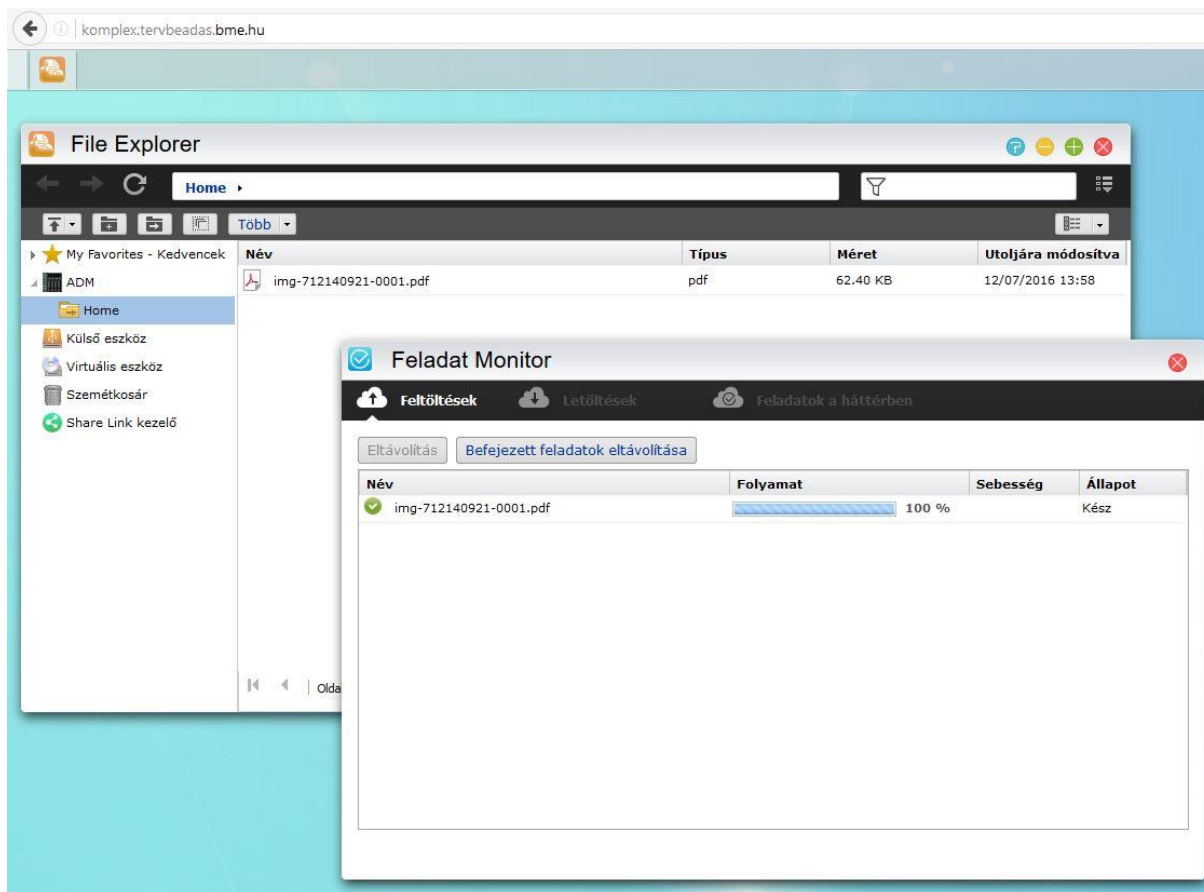 komplex.tervbeadas.bme.hu
File Explorer
Home
Több
My Favorites - Kedvencek
ADM
Home
Külső eszköz
Virtuális eszköz
Szemétkosár
Share Link kezelő
Név Típus Méret Utoljára módosítva
img-712140921-0001.pdf pdf 62.40 KB 12/07/2016 13:58
Olda
Feladat Monitor
Feltöltések Letöltések Feladatok a háttérben
Eltávolítás Befejezett feladatok eltávolítása
Név Folyamat Sebesség Állapot
img-712140921-0001.pdf 100 % Kész